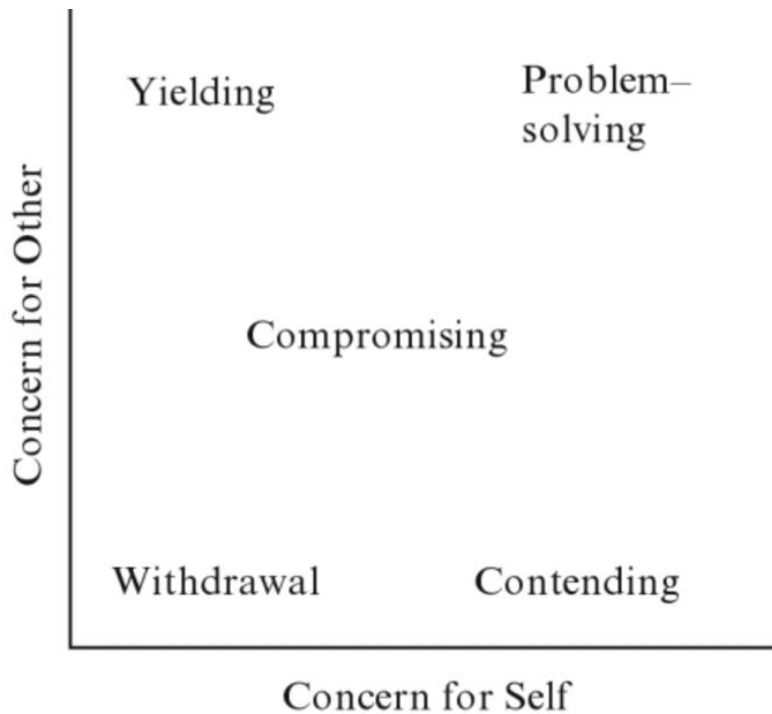 Yielding
Problem–
solving
Concern for Other
Compromising
Withdrawal
Contending
Concern for Self